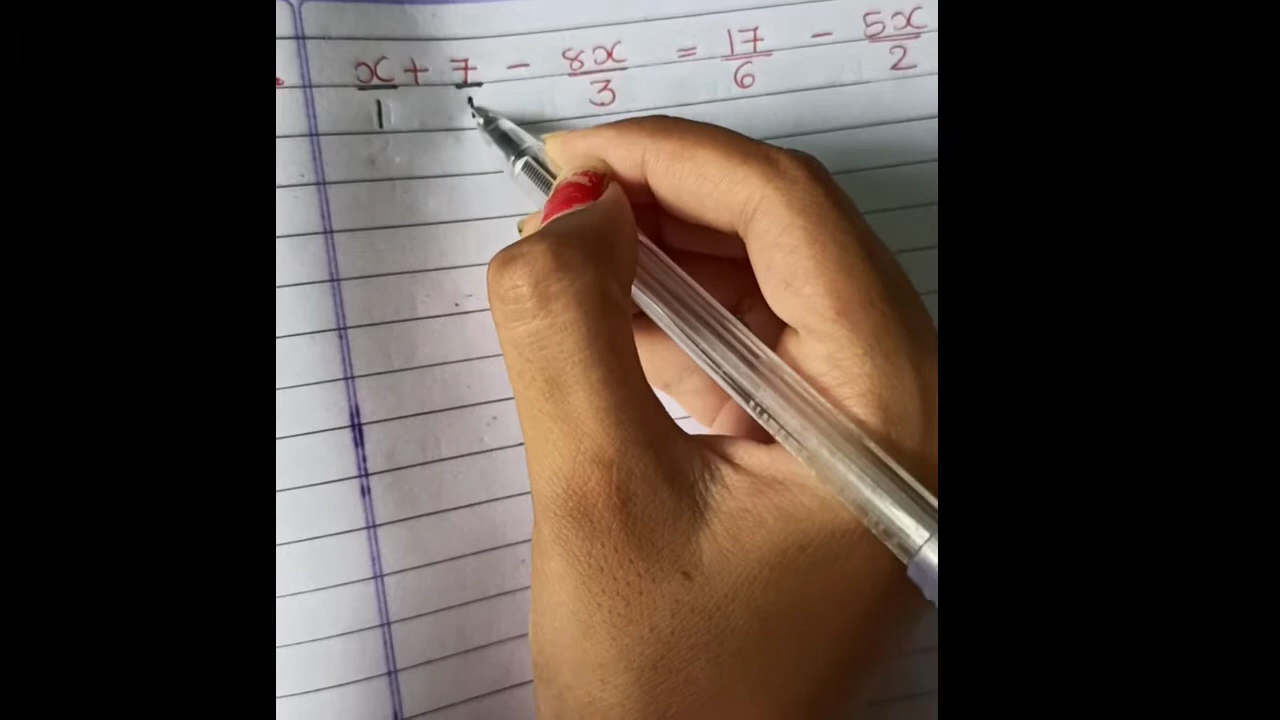 x/1 + 7/ - 8x/3 = 17/6 - 5x/2